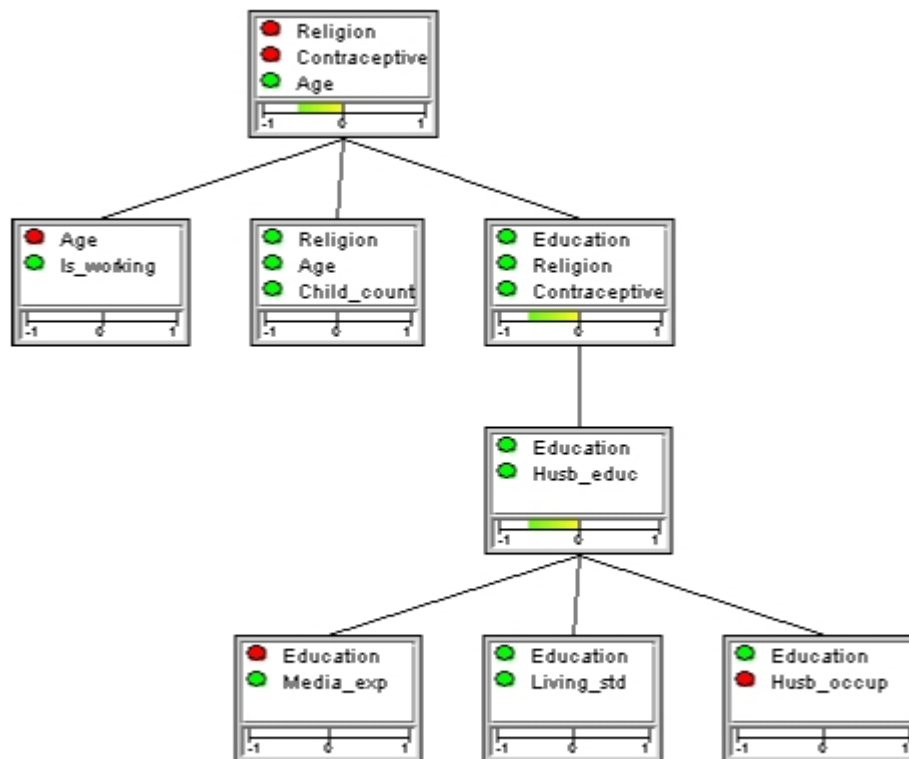 Religion
Contraceptive
Age
-1 0 1
Age
Is_working
-1 0 1
Religion
Age
Child_count
-1 0 1
Education
Religion
Contraceptive
-1 0 1
Education
Husb_educ
-1 0 1
Education
Media_exp
-1 0 1
Education
Living_std
-1 0 1
Education
Husb_occup
-1 0 1